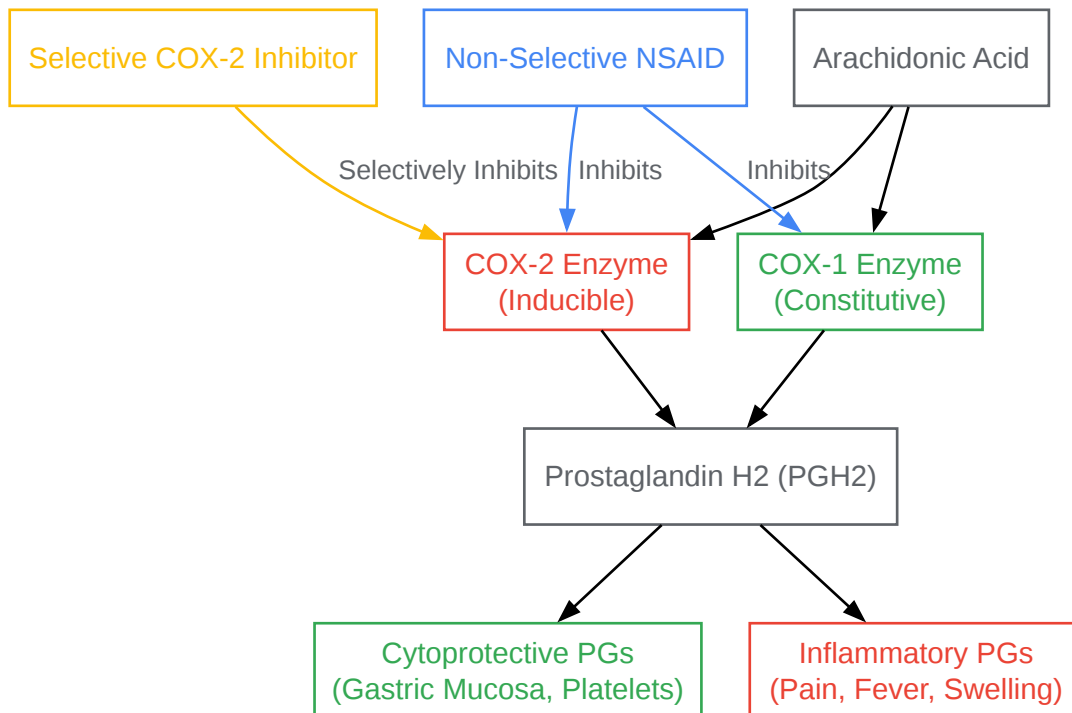 Selective COX-2 Inhibitor
Non-Selective NSAID
Arachidonic Acid
Selectively Inhibits
Inhibits
Inhibits
COX-2 Enzyme
(Inducible)
COX-1 Enzyme
(Constitutive)
Prostaglandin H2 (PGH2)
Cytoprotective PGs
(Gastric Mucosa, Platelets)
Inflammatory PGs
(Pain, Fever, Swelling)